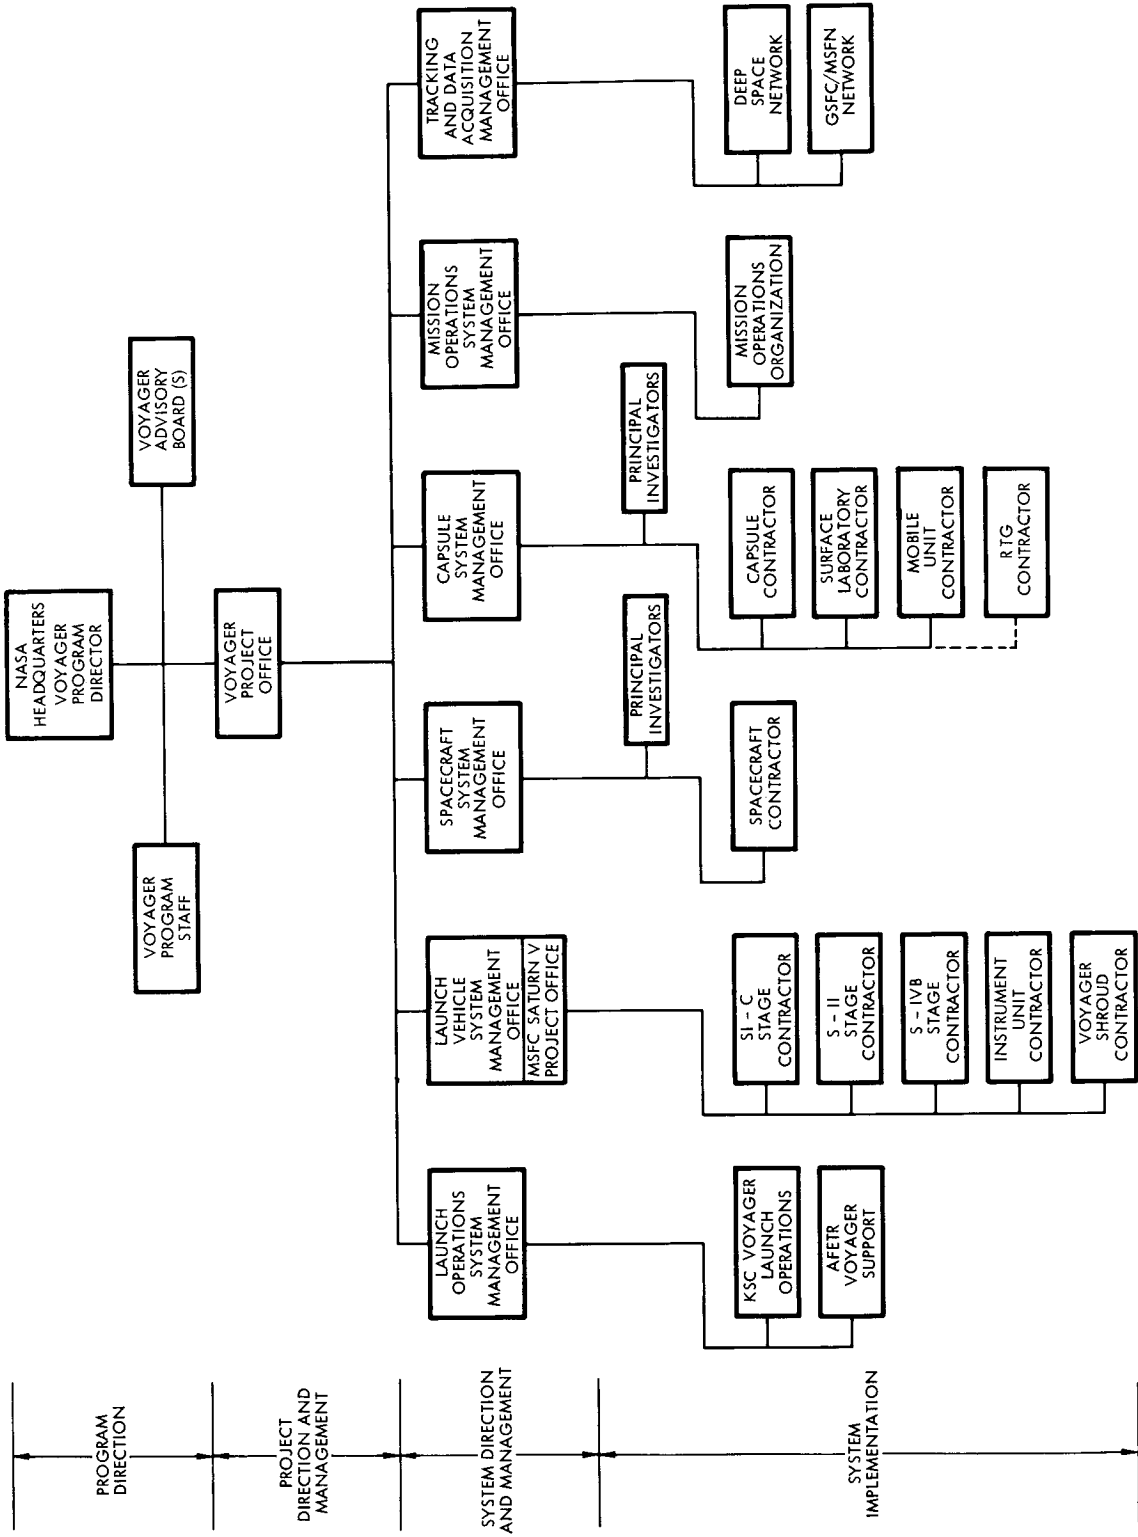 NASA
HEADQUARTERS
VOYAGER
PROGRAM
DIRECTOR
VOYAGER
PROGRAM
STAFF
VOYAGER
ADVISORY
BOARD (S)
VOYAGER
PROJECT
OFFICE
LAUNCH
OPERATIONS
SYSTEM
MANAGEMENT
OFFICE
LAUNCH
VEHICLE
SYSTEM
MANAGEMENT
OFFICE
MSFC SATURN V
PROJECT OFFICE
SPACECRAFT
SYSTEM
MANAGEMENT
OFFICE
CAPSULE
SYSTEM
MANAGEMENT
OFFICE
MISSION
OPERATIONS
SYSTEM
MANAGEMENT
OFFICE
TRACKING
AND DATA
ACQUISITION
MANAGEMENT
OFFICE
PRINCIPAL
INVESTIGATORS
PRINCIPAL
INVESTIGATORS
KSC VOYAGER
LAUNCH
OPERATIONS
AFETR
VOYAGER
SUPPORT
SI - C
STAGE
CONTRACTOR
S - II
STAGE
CONTRACTOR
S - IVB
STAGE
CONTRACTOR
INSTRUMENT
UNIT
CONTRACTOR
VOYAGER
SHROUD
CONTRACTOR
SPACECRAFT
CONTRACTOR
CAPSULE
CONTRACTOR
SURFACE
LABORATORY
CONTRACTOR
MOBILE
UNIT
CONTRACTOR
RTG
CONTRACTOR
MISSION
OPERATIONS
ORGANIZATION
DEEP
SPACE
NETWORK
GSFC/MSFN
NETWORK
PROGRAM
DIRECTION
PROJECT
DIRECTION AND
MANAGEMENT
SYSTEM DIRECTION
AND MANAGEMENT
SYSTEM
IMPLEMENTATION